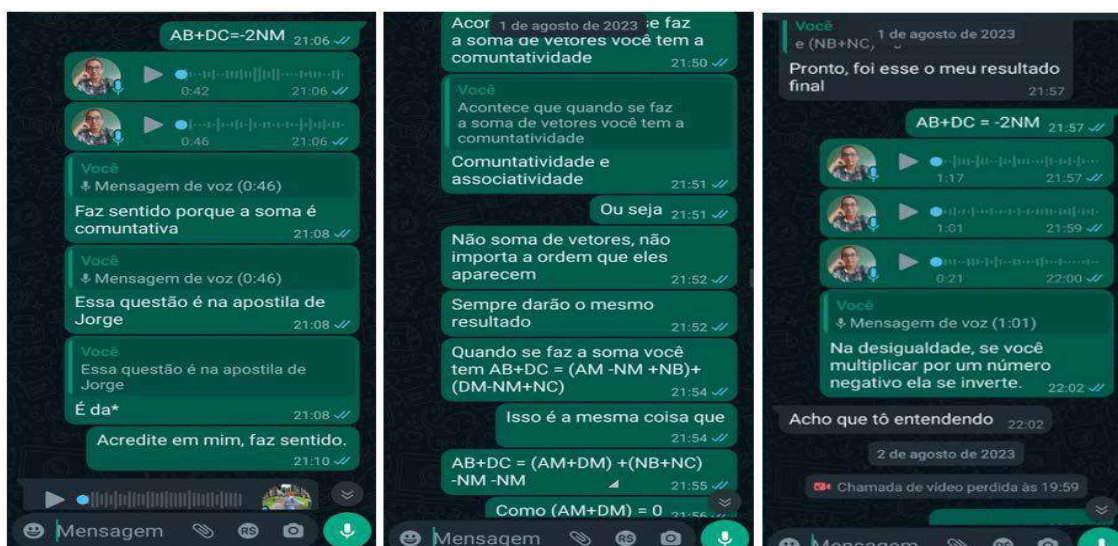 AB+DC=-2NM 21:06
0:42 21:06
0:46 21:06
Você
Mensagem de voz (0:46)
Faz sentido porque a soma é
comuntativa 21:08
Você
Mensagem de voz (0:46)
Essa questão é na apostila de
Jorge 21:08
Você
Essa questão é na apostila de
Jorge
É da* 21:08
Acredite em mim, faz sentido.
21:10
Mensagem
R$
1 de agosto de 2023
Acor se faz
a soma de vetores você tem a
comuntatividade 21:50
Você
Acontece que quando se faz
a soma de vetores você tem a
comuntatividade
Comuntatividade e
associatividade 21:51
Ou seja 21:51
Não soma de vetores, não
importa a ordem que eles
aparecem 21:52
Sempre darão o mesmo
resultado 21:52
Quando se faz a soma você
tem AB+DC = (AM -NM +NB)+
(DM-NM+NC) 21:54
Isso é a mesma coisa que
21:54
AB+DC = (AM+DM) +(NB+NC)
-NM -NM 21:55
Como (AM+DM) = 0 21:56
Mensagem
R$
Você
1 de agosto de 2023
e (NB+NC)
Pronto, foi esse o meu resultado
final 21:57
AB+DC = -2NM 21:57
1:17 21:57
1:01 21:59
0:21 22:00
Você
Mensagem de voz (1:01)
Na desigualdade, se você
multiplicar por um número
negativo ela se inverte. 22:02
Acho que tô entendendo 22:02
2 de agosto de 2023
Chamada de vídeo perdida às 19:59
Mensagem
R$